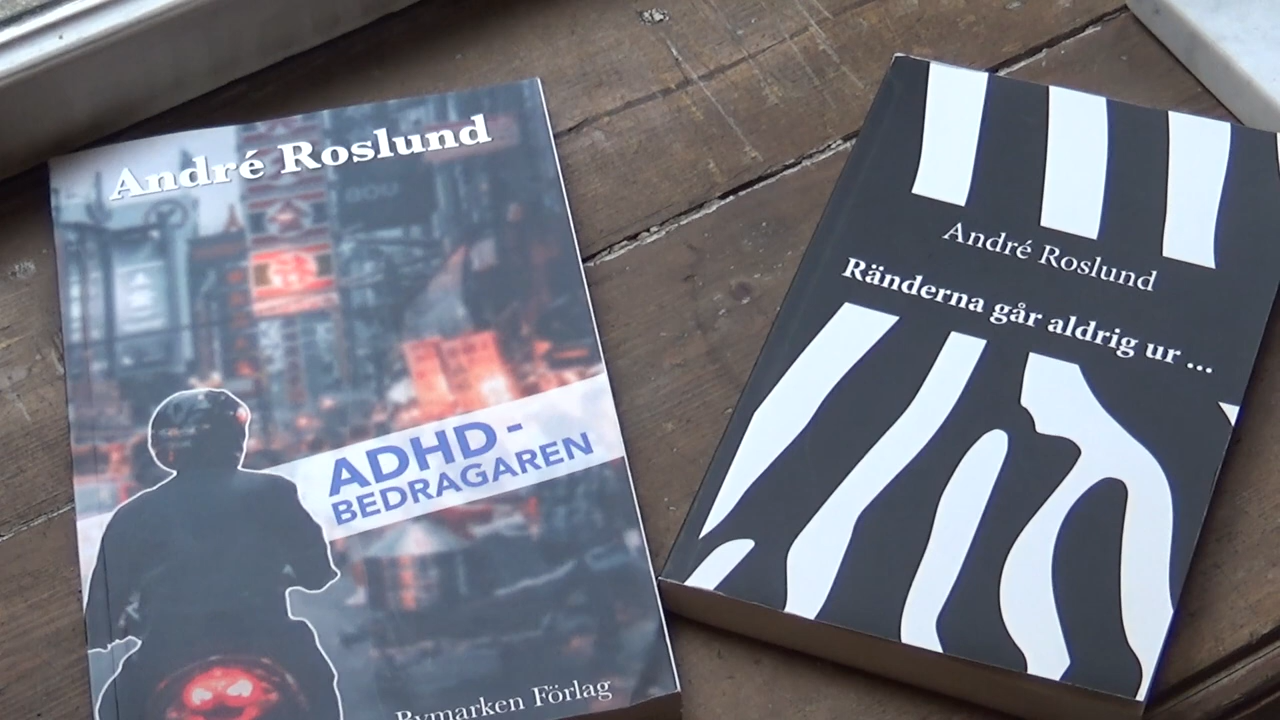 André Roslund
ADHD-
BEDRAGAREN
Rymarken Förlag
André Roslund
Ränderna går aldrig ur ...